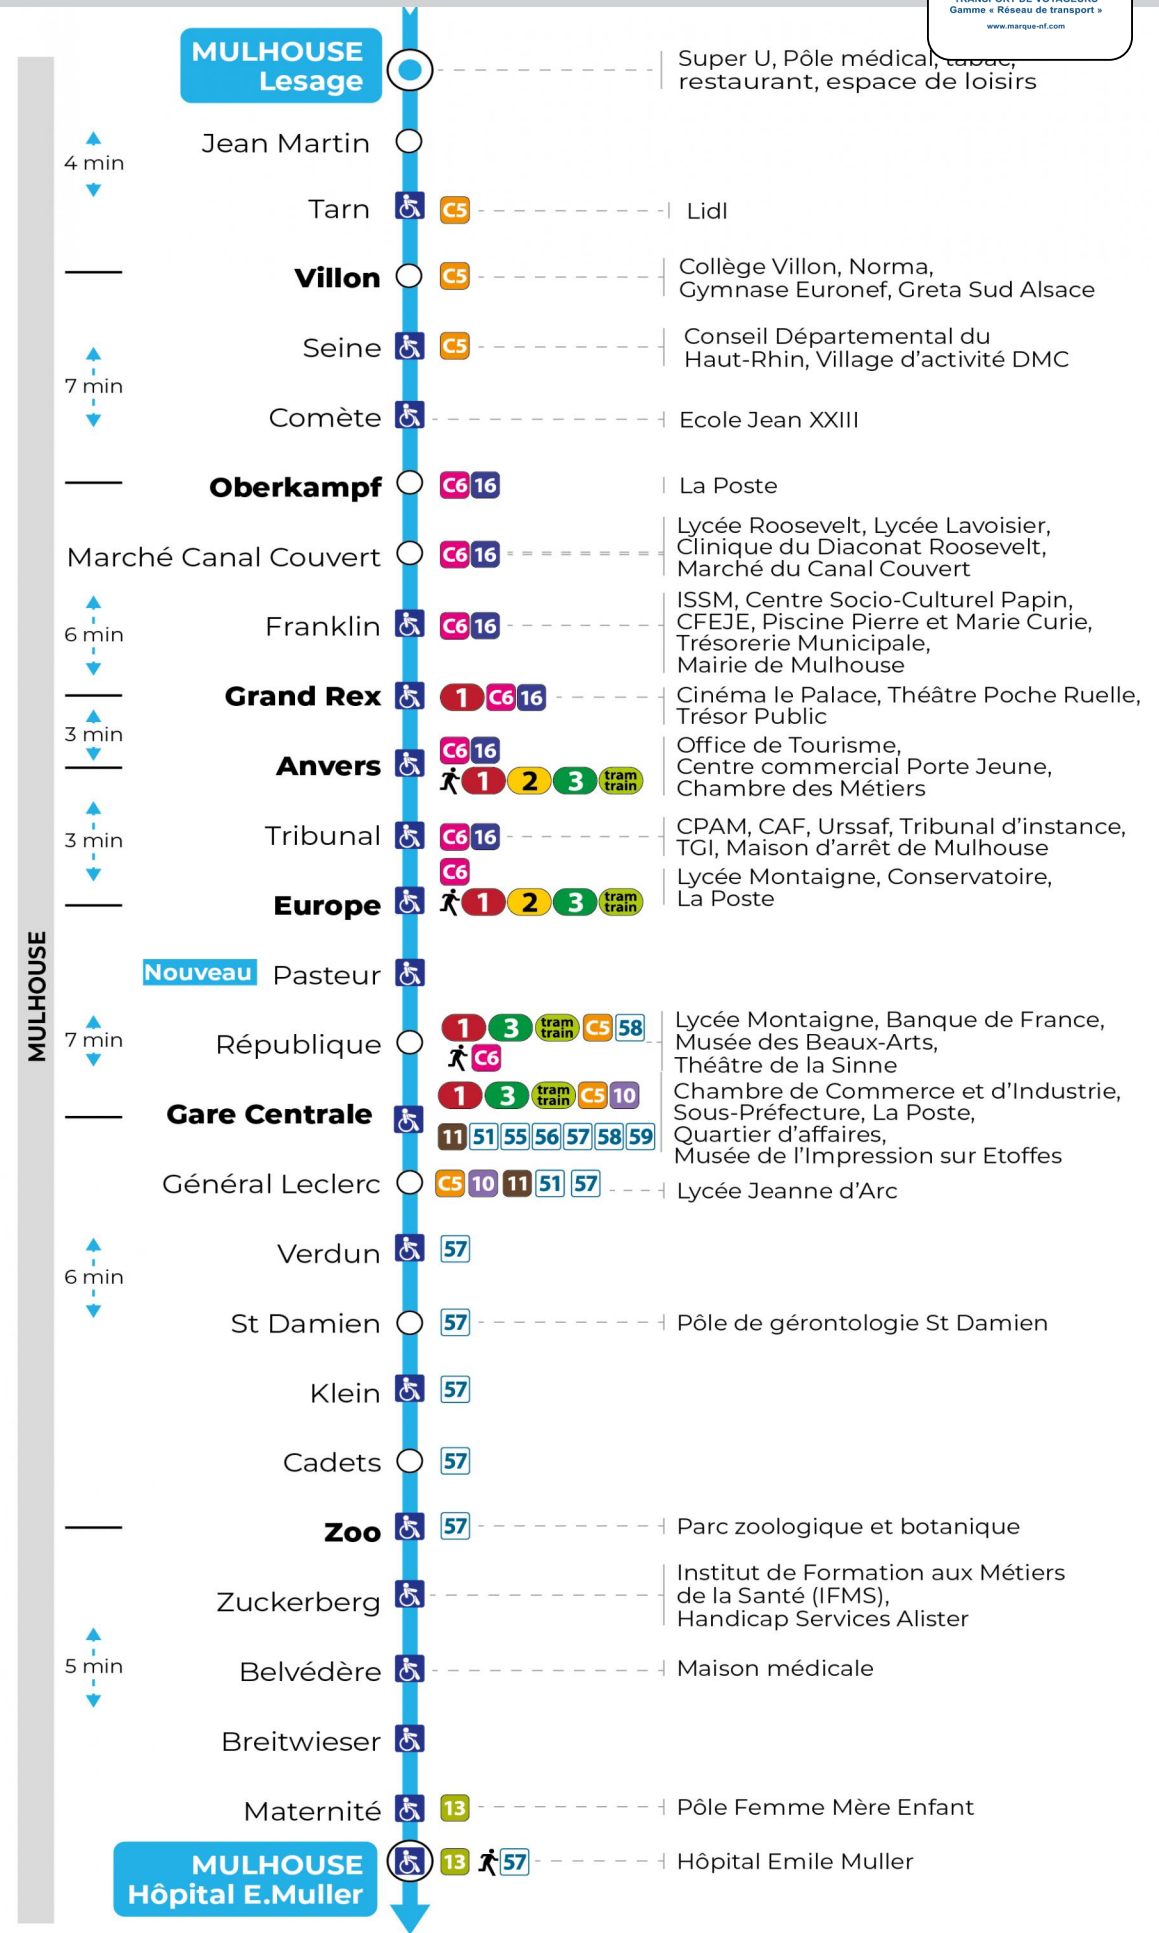 Gamme « Réseau de transport »
www.marque-nf.com
MULHOUSE
Lesage
Super U, Pôle médical, tabac,
restaurant, espace de loisirs
Jean Martin
4 min
Tarn
C5
Lidl
Villon
C5
Collège Villon, Norma,
Gymnase Euronef, Greta Sud Alsace
Seine
C5
Conseil Départemental du
Haut-Rhin, Village d’activité DMC
7 min
Comète
Ecole Jean XXIII
Oberkampf
C6 16
La Poste
Marché Canal Couvert
C6 16
Lycée Roosevelt, Lycée Lavoisier,
Clinique du Diaconat Roosevelt,
Marché du Canal Couvert
6 min
Franklin
C6 16
ISSM, Centre Socio-Culturel Papin,
CFEJE, Piscine Pierre et Marie Curie,
Trésorerie Municipale,
Mairie de Mulhouse
Grand Rex
1 C6 16
Cinéma le Palace, Théâtre Poche Ruelle,
Trésor Public
3 min
Anvers
C6 16
1 2 3 tram train
Office de Tourisme,
Centre commercial Porte Jeune,
Chambre des Métiers
3 min
Tribunal
C6 16
CPAM, CAF, Urssaf, Tribunal d’instance,
TGI, Maison d’arrêt de Mulhouse
Europe
C6
1 2 3 tram train
Lycée Montaigne, Conservatoire,
La Poste
MULHOUSE
Nouveau Pasteur
7 min
République
1 3 tram train C5 58
C6
Lycée Montaigne, Banque de France,
Musée des Beaux-Arts,
Théâtre de la Sinne
Gare Centrale
1 3 tram train C5 10
11 51 55 56 57 58 59
Chambre de Commerce et d’Industrie,
Sous-Préfecture, La Poste,
Quartier d’affaires,
Musée de l’Impression sur Etoffes
Général Leclerc
C5 10 11 51 57
Lycée Jeanne d’Arc
Verdun
57
6 min
St Damien
57
Pôle de gérontologie St Damien
Klein
57
Cadets
57
Zoo
57
Parc zoologique et botanique
Zuckerberg
Institut de Formation aux Métiers
de la Santé (IFMS),
Handicap Services Alister
5 min
Belvédère
Maison médicale
Breitwieser
Maternité
13
Pôle Femme Mère Enfant
MULHOUSE
Hôpital E.Muller
13 57
Hôpital Emile Muller